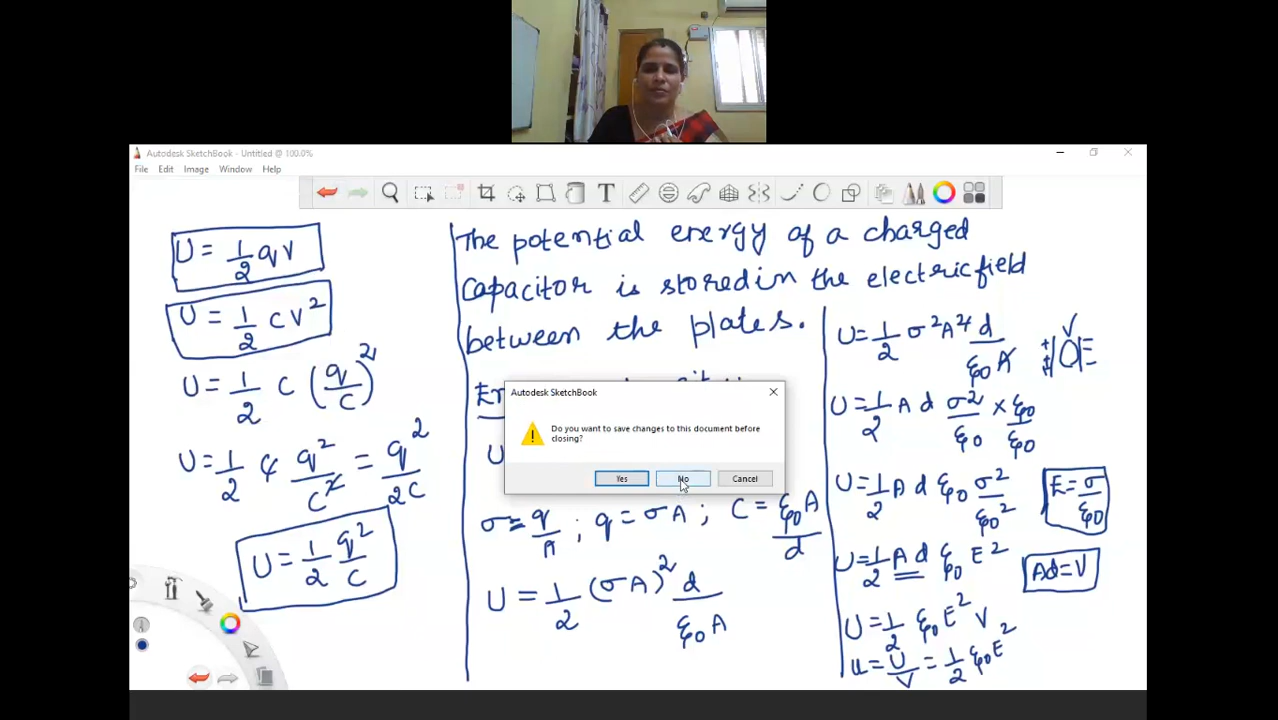 Autodesk SketchBook - Untitled @ 100.0%
File Edit Image Window Help
U = 1/2 qV
U = 1/2 CV²
U = 1/2 C (q/C)²
U = 1/2 C q²/C² = q²/2C
U = 1/2 q²/C
The potential energy of a charged
Capacitor is stored in the electric field
between the plates.
U
σ = q/A ; q = σA ; C = ε₀A/d
U = 1/2 (σA)² d/ε₀A
Autodesk SketchBook
Do you want to save changes to this document before
closing?
Yes No Cancel
U = 1/2 σ²A² d/ε₀A
V
U = 1/2 A d σ²/ε₀ × ε₀/ε₀
U = 1/2 A d ε₀ σ²/ε₀²
E = σ/ε₀
U = 1/2 A d ε₀ E²
Ad = V
U = 1/2 ε₀ E² V
u = U/V = 1/2 ε₀E²